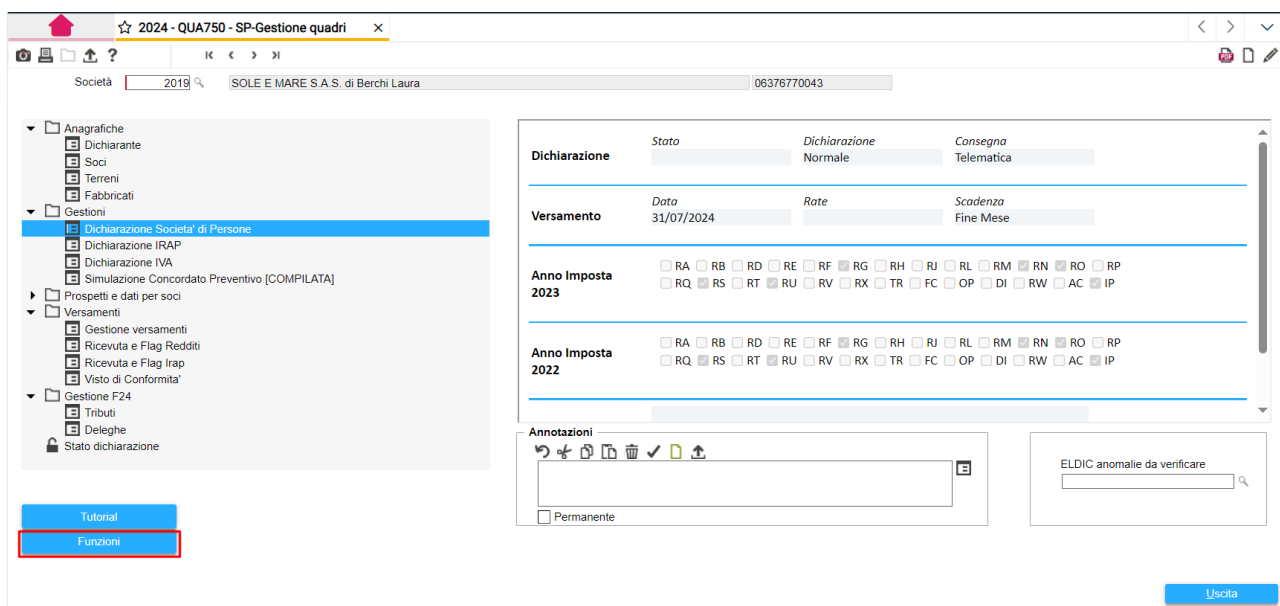 2024 - QUA750 - SP-Gestione quadri
Società 2019 SOLE E MARE S.A.S. di Berchi Laura 06376770043
Anagrafiche
Dichiarante
Soci
Terreni
Fabbricati
Gestioni
Dichiarazione Societa' di Persone
Dichiarazione IRAP
Dichiarazione IVA
Simulazione Concordato Preventivo [COMPILATA]
Prospetti e dati per soci
Versamenti
Gestione versamenti
Ricevuta e Flag Redditi
Ricevuta e Flag Irap
Visto di Conformita'
Gestione F24
Tributi
Deleghe
Stato dichiarazione
Tutorial
Funzioni
Stato Dichiarazione Consegna
Dichiarazione Normale Telematica
Data Rate Scadenza
Versamento 31/07/2024 Fine Mese
Anno Imposta 2023
RA RB RD RE RF RG RH RJ RL RM RN RO RP
RQ RS RT RU RV RX TR FC OP DI RW AC IP
Anno Imposta 2022
RA RB RD RE RF RG RH RJ RL RM RN RO RP
RQ RS RT RU RV RX TR FC OP DI RW AC IP
Annotazioni
Permanente
ELDIC anomalie da verificare
Uscita